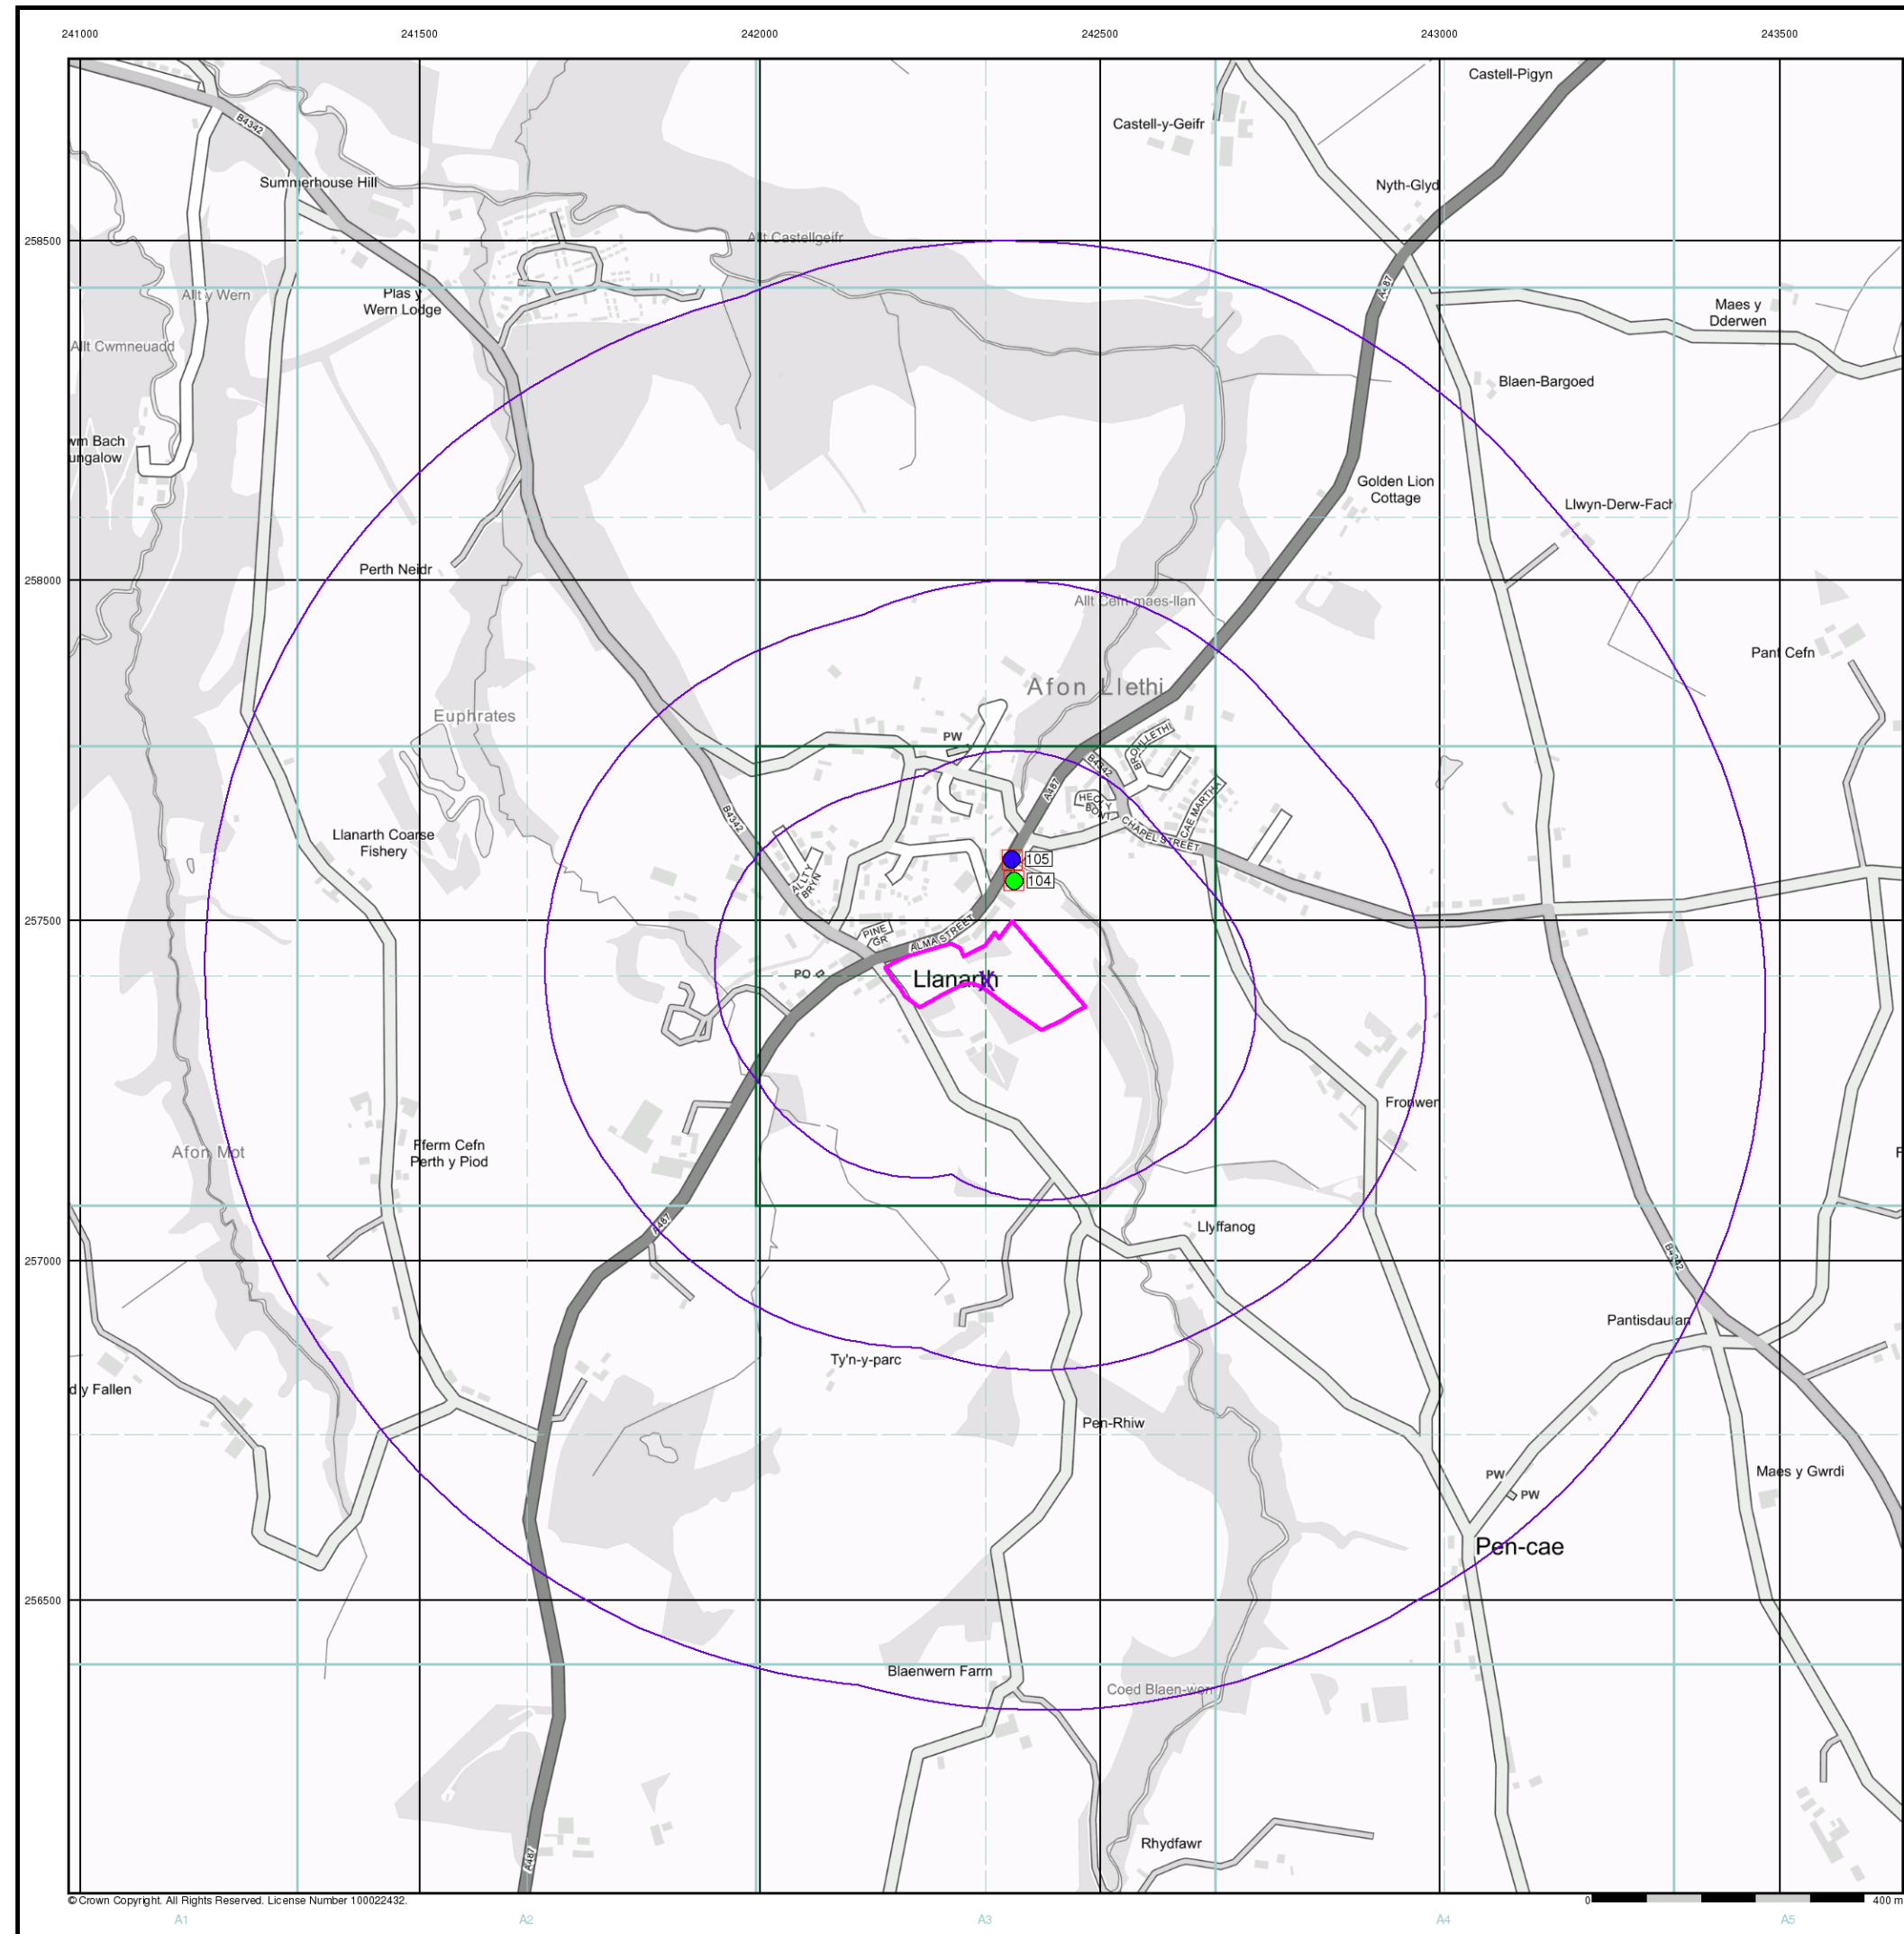 241000
241500
242000
242500
243000
243500
Castell-Pigyn
B4342
Castell-y-Geifr
Summerhouse Hill
Nyth-Glyd
Allt Castellgeifr
258500
Allt y Wern
Plas y
Wern Lodge
A487
Maes y
Dderwen
Allt Cwmneuadd
Blaen-Bargoed
wm Bach
ungalow
Golden Lion
Cottage
Llwyn-Derw-Fach
Perth Neidr
258000
Allt Cefn-maes-llan
Pant Cefn
Afon Llethi
Euphrates
PW
BRO LLETHI
B4342
A487
HEOL Y
BONT
CAE MARTHA
B4342
CHAPEL STREET
Llanarth Coarse
Fishery
105
104
ALLT Y
BRYN
257500
PINE
GR
ALMA STREET
PO
Llanarth
Fronwen
Fferm Cefn
Perth y Piod
Afon Mot
Llyffanog
A487
B4342
257000
Pantisdautan
Ty'n-y-parc
d y Fallen
Pen-Rhiw
PW
PW
Maes y Gwrdi
Pen-cae
256500
Blaenwern Farm
Coed Blaen-wern
Rhydfawr
A487
© Crown Copyright. All Rights Reserved. License Number 100022432.
0
400 m
A1
A2
A3
A4
A5